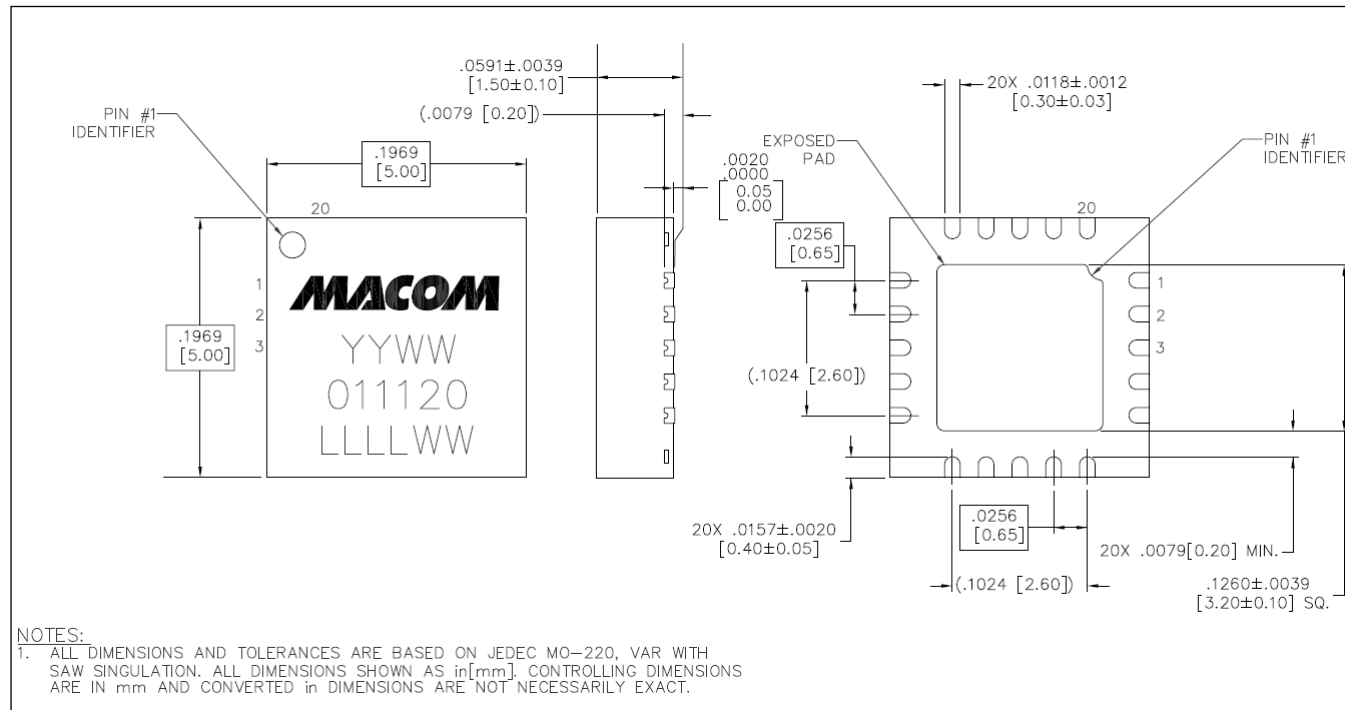 .0591±.0039
[1.50±0.10]
(.0079 [0.20])
PIN #1
IDENTIFIER
.1969
[5.00]
.0020
.0000
0.05
0.00
20X .0118±.0012
[0.30±0.03]
EXPOSED
PAD
PIN #1
IDENTIFIER
20
20
.0256
[0.65]
1
2
3
.1969
[5.00]
MACOM
YYWW
011120
LLLLWW
(.1024 [2.60])
1
2
3
20X .0157±.0020
[0.40±0.05]
.0256
[0.65]
(.1024 [2.60])
20X .0079[0.20] MIN.
.1260±.0039
[3.20±0.10] SQ.
NOTES:
1. ALL DIMENSIONS AND TOLERANCES ARE BASED ON JEDEC MO-220, VAR WITH
SAW SINGULATION. ALL DIMENSIONS SHOWN AS in[mm]. CONTROLLING DIMENSIONS
ARE IN mm AND CONVERTED in DIMENSIONS ARE NOT NECESSARILY EXACT.